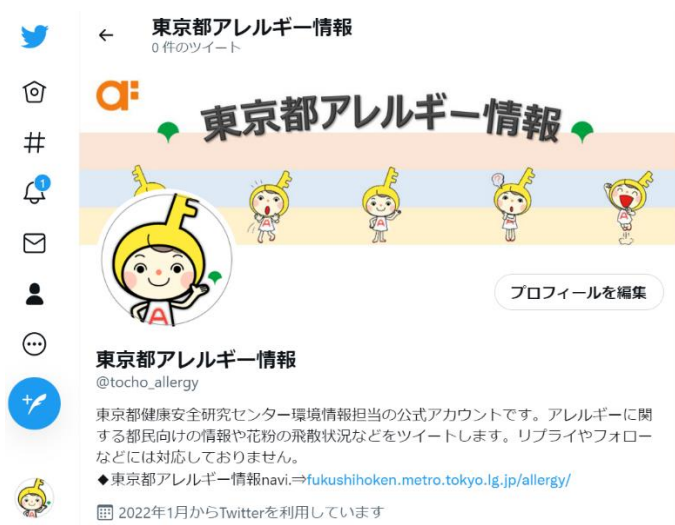 東京都アレルギー情報
0 件のツイート
a:
東京都アレルギー情報
1
A
A
A
A
A
プロフィールを編集
東京都アレルギー情報
@tocho_allergy
東京都健康安全研究センター環境情報担当の公式アカウントです。アレルギーに関
する都民向けの情報や花粉の飛散状況などをツイートします。リプライやフォロー
などには対応しておりません。
◆東京都アレルギー情報navi.⇒fukushihoken.metro.tokyo.lg.jp/allergy/
2022年1月からTwitterを利用しています